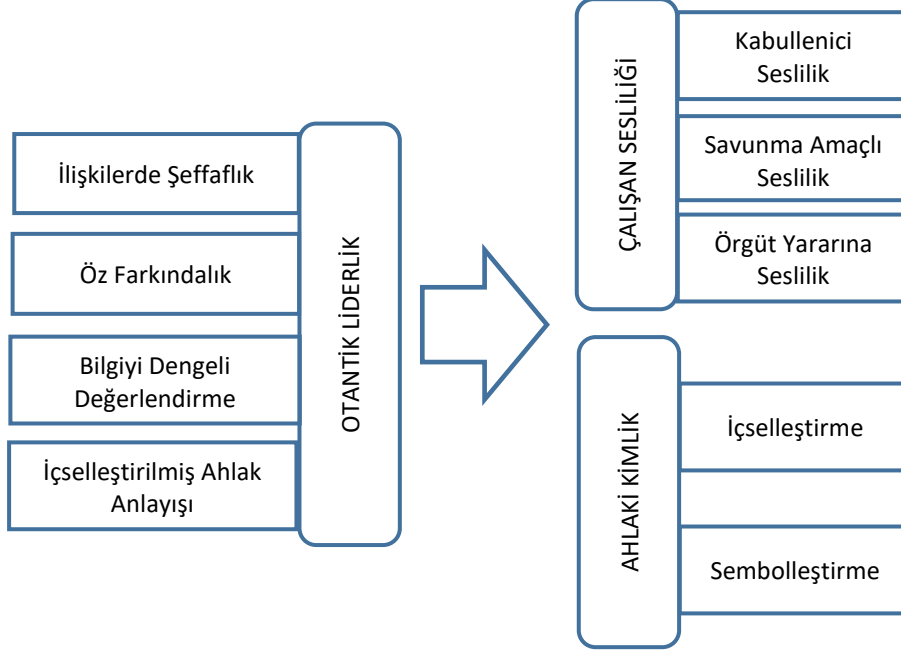 İlişkilerde Şeffaflık
Öz Farkındalık
Bilgiyi Dengeli
Değerlendirme
İçselleştirilmiş Ahlak
Anlayışı
OTANTİK LİDERLİK
ÇALIŞAN SESLİLİĞİ
Kabullenici
Seslilik
Savunma Amaçlı
Seslilik
Örgüt Yararına
Seslilik
AHLAKİ KİMLİK
İçselleştirme
Sembolleştirme